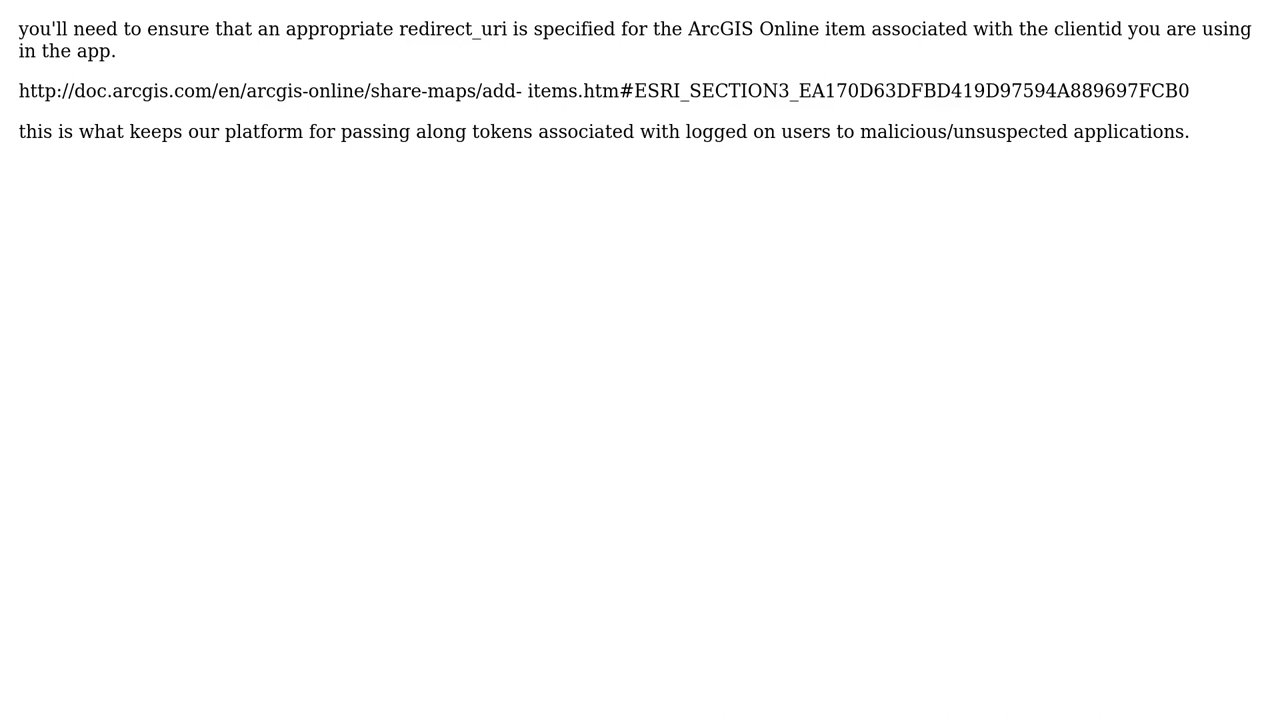 you'll need to ensure that an appropriate redirect_uri is specified for the ArcGIS Online item associated with the clientid you are using
in the app.
http://doc.arcgis.com/en/arcgis-online/share-maps/add- items.htm#ESRI_SECTION3_EA170D63DFBD419D97594A889697FCB0
this is what keeps our platform for passing along tokens associated with logged on users to malicious/unsuspected applications.